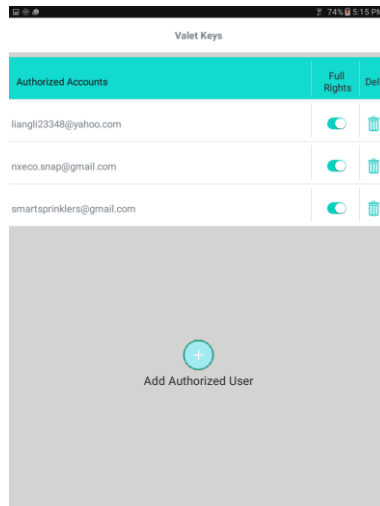 74% 5:15 PM
Valet Keys
Authorized Accounts
Full
Rights
Del
liangli23348@yahoo.com
nxeco.snap@gmail.com
smartsprinklers@gmail.com
Add Authorized User